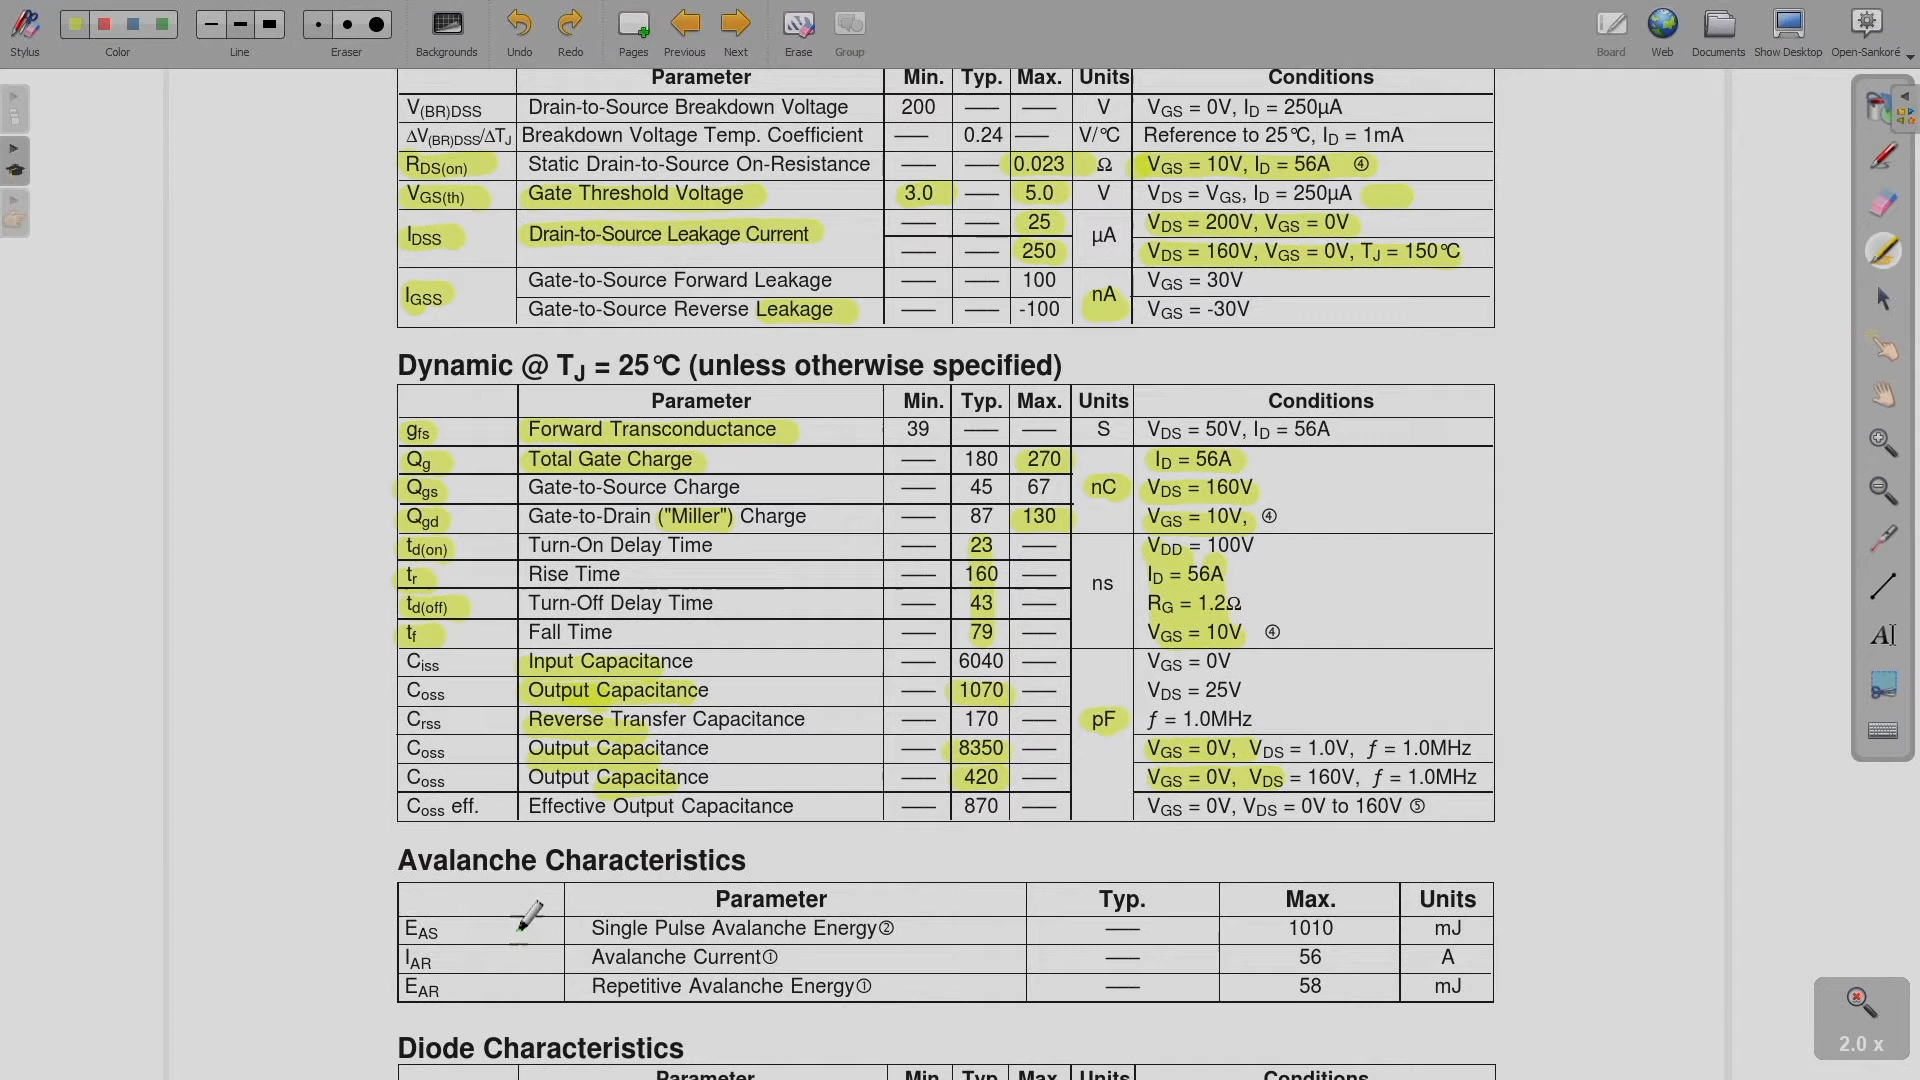 Stylus Color Line Eraser Backgrounds Undo Redo Pages Previous Next Erase Group Board Web Documents Show Desktop Open-Sankoré
Parameter Min. Typ. Max. Units Conditions
V(BR)DSS Drain-to-Source Breakdown Voltage 200 –– –– V VGS = 0V, ID = 250µA
ΔV(BR)DSS/ΔTJ Breakdown Voltage Temp. Coefficient –– 0.24 –– V/°C Reference to 25°C, ID = 1mA
RDS(on) Static Drain-to-Source On-Resistance –– –– 0.023 Ω VGS = 10V, ID = 56A ④
VGS(th) Gate Threshold Voltage 3.0 –– 5.0 V VDS = VGS, ID = 250µA
IDSS Drain-to-Source Leakage Current –– –– 25 µA VDS = 200V, VGS = 0V
–– –– 250 VDS = 160V, VGS = 0V, TJ = 150°C
IGSS Gate-to-Source Forward Leakage –– –– 100 nA VGS = 30V
Gate-to-Source Reverse Leakage –– –– -100 VGS = -30V
Dynamic @ TJ = 25°C (unless otherwise specified)
Parameter Min. Typ. Max. Units Conditions
gfs Forward Transconductance 39 –– –– S VDS = 50V, ID = 56A
Qg Total Gate Charge –– 180 270 ID = 56A
Qgs Gate-to-Source Charge –– 45 67 nC VDS = 160V
Qgd Gate-to-Drain ("Miller") Charge –– 87 130 VGS = 10V, ④
td(on) Turn-On Delay Time –– 23 –– VDD = 100V
tr Rise Time –– 160 –– ns ID = 56A
td(off) Turn-Off Delay Time –– 43 –– RG = 1.2Ω
tf Fall Time –– 79 –– VGS = 10V ④
Ciss Input Capacitance –– 6040 –– VGS = 0V
Coss Output Capacitance –– 1070 –– VDS = 25V
Crss Reverse Transfer Capacitance –– 170 –– pF ƒ = 1.0MHz
Coss Output Capacitance –– 8350 –– VGS = 0V, VDS = 1.0V, ƒ = 1.0MHz
Coss Output Capacitance –– 420 –– VGS = 0V, VDS = 160V, ƒ = 1.0MHz
Coss eff. Effective Output Capacitance –– 870 –– VGS = 0V, VDS = 0V to 160V ⑤
Avalanche Characteristics
Parameter Typ. Max. Units
EAS Single Pulse Avalanche Energy② –– 1010 mJ
IAR Avalanche Current① –– 56 A
EAR Repetitive Avalanche Energy① –– 58 mJ
Diode Characteristics
Parameter Min. Typ. Max. Units Conditions
2.0 x